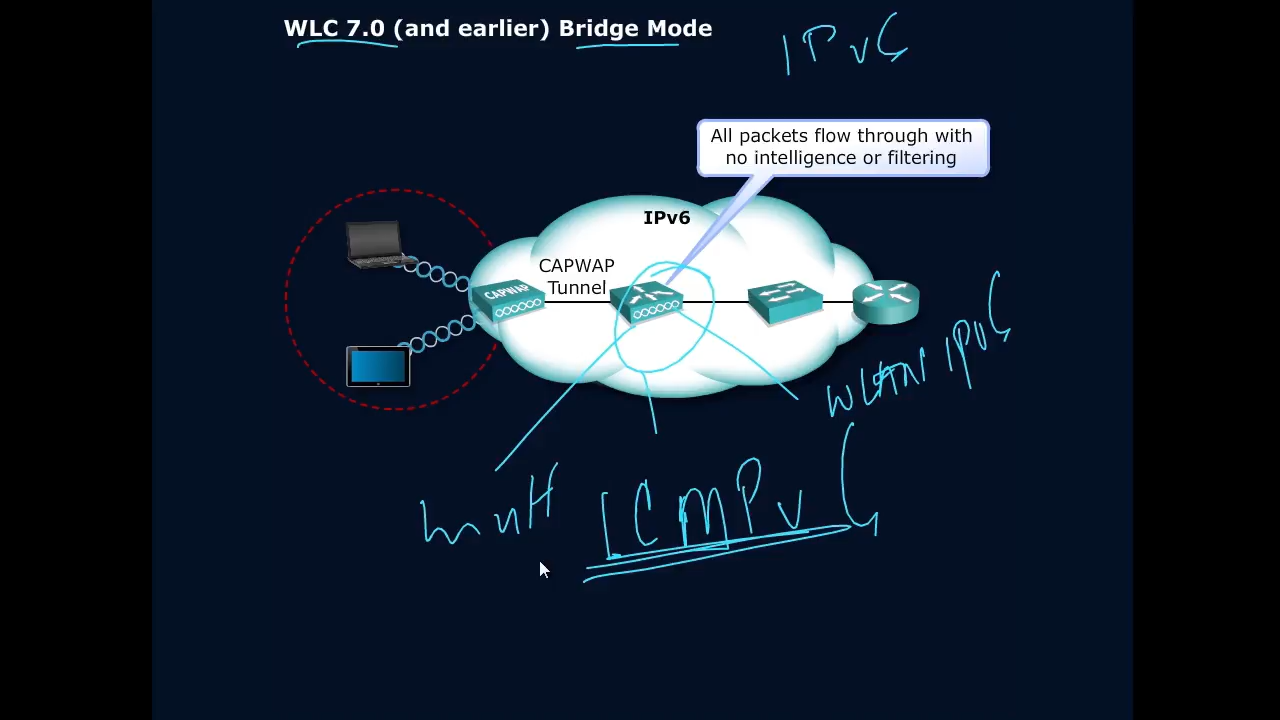 WLC 7.0 (and earlier) Bridge Mode
IPv6
All packets flow through with
no intelligence or filtering
IPv6
CAPWAP
Tunnel
CAPWAP
WLAN IPv6
ICMPv6